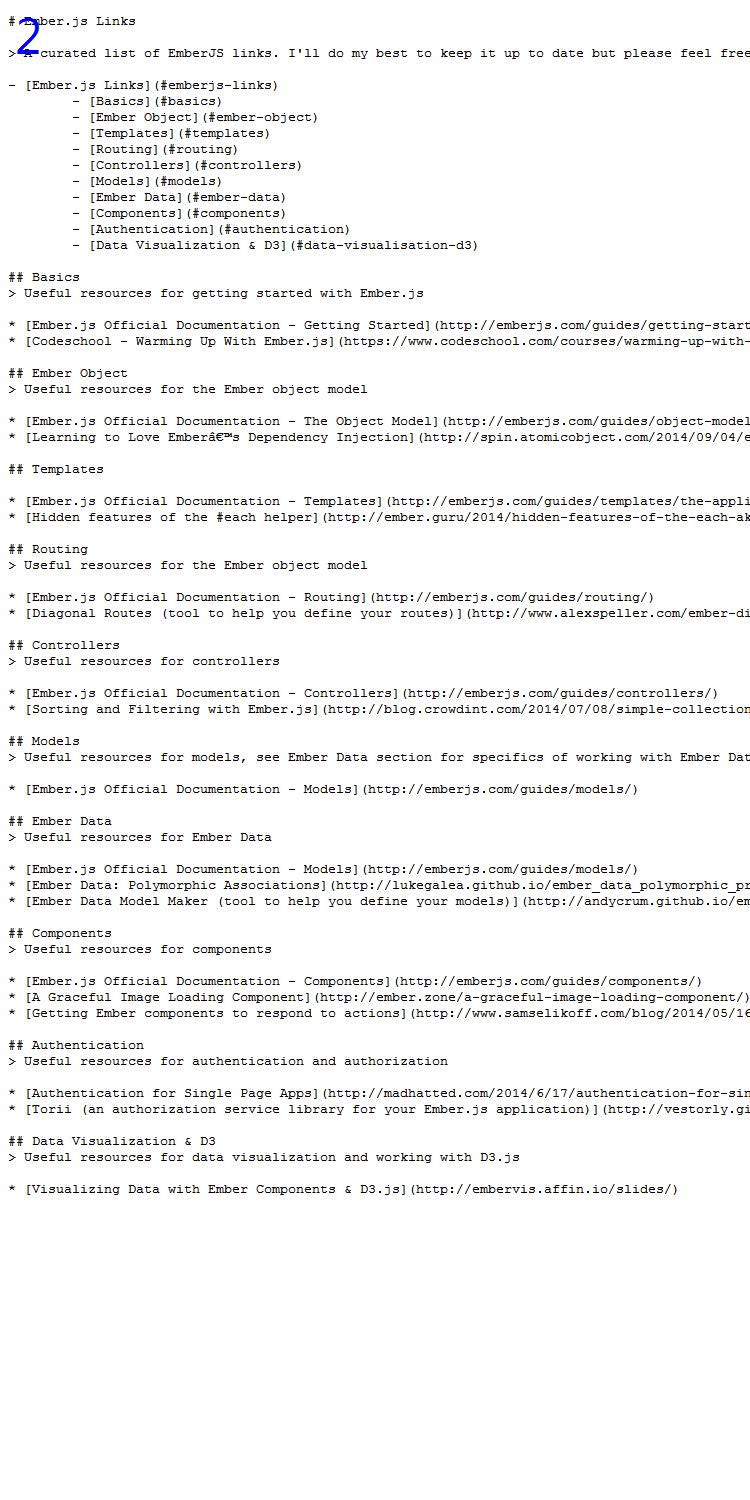 # Ember.js Links
2
> A curated list of EmberJS links. I'll do my best to keep it up to date but please feel free
- [Ember.js Links](#emberjs-links)
- [Basics](#basics)
- [Ember Object](#ember-object)
- [Templates](#templates)
- [Routing](#routing)
- [Controllers](#controllers)
- [Models](#models)
- [Ember Data](#ember-data)
- [Components](#components)
- [Authentication](#authentication)
- [Data Visualization & D3](#data-visualisation-d3)
## Basics
> Useful resources for getting started with Ember.js
* [Ember.js Official Documentation - Getting Started](http://emberjs.com/guides/getting-start
* [Codeschool - Warming Up With Ember.js](https://www.codeschool.com/courses/warming-up-with-
## Ember Object
> Useful resources for the Ember object model
* [Ember.js Official Documentation - The Object Model](http://emberjs.com/guides/object-model
* [Learning to Love Emberâ€™s Dependency Injection](http://spin.atomicobject.com/2014/09/04/e
## Templates
* [Ember.js Official Documentation - Templates](http://emberjs.com/guides/templates/the-appli
* [Hidden features of the #each helper](http://ember.guru/2014/hidden-features-of-the-each-ak
## Routing
> Useful resources for the Ember object model
* [Ember.js Official Documentation - Routing](http://emberjs.com/guides/routing/)
* [Diagonal Routes (tool to help you define your routes)](http://www.alexspeller.com/ember-di
## Controllers
> Useful resources for controllers
* [Ember.js Official Documentation - Controllers](http://emberjs.com/guides/controllers/)
* [Sorting and Filtering with Ember.js](http://blog.crowdint.com/2014/07/08/simple-collection
## Models
> Useful resources for models, see Ember Data section for specifics of working with Ember Dat
* [Ember.js Official Documentation - Models](http://emberjs.com/guides/models/)
## Ember Data
> Useful resources for Ember Data
* [Ember.js Official Documentation - Models](http://emberjs.com/guides/models/)
* [Ember Data: Polymorphic Associations](http://lukegalea.github.io/ember_data_polymorphic_pr
* [Ember Data Model Maker (tool to help you define your models)](http://andycrum.github.io/em
## Components
> Useful resources for components
* [Ember.js Official Documentation - Components](http://emberjs.com/guides/components/)
* [A Graceful Image Loading Component](http://ember.zone/a-graceful-image-loading-component/)
* [Getting Ember components to respond to actions](http://www.samselikoff.com/blog/2014/05/16
## Authentication
> Useful resources for authentication and authorization
* [Authentication for Single Page Apps](http://madhatted.com/2014/6/17/authentication-for-sin
* [Torii (an authorization service library for your Ember.js application)](http://vestorly.gi
## Data Visualization & D3
> Useful resources for data visualization and working with D3.js
* [Visualizing Data with Ember Components & D3.js](http://embervis.affin.io/slides/)